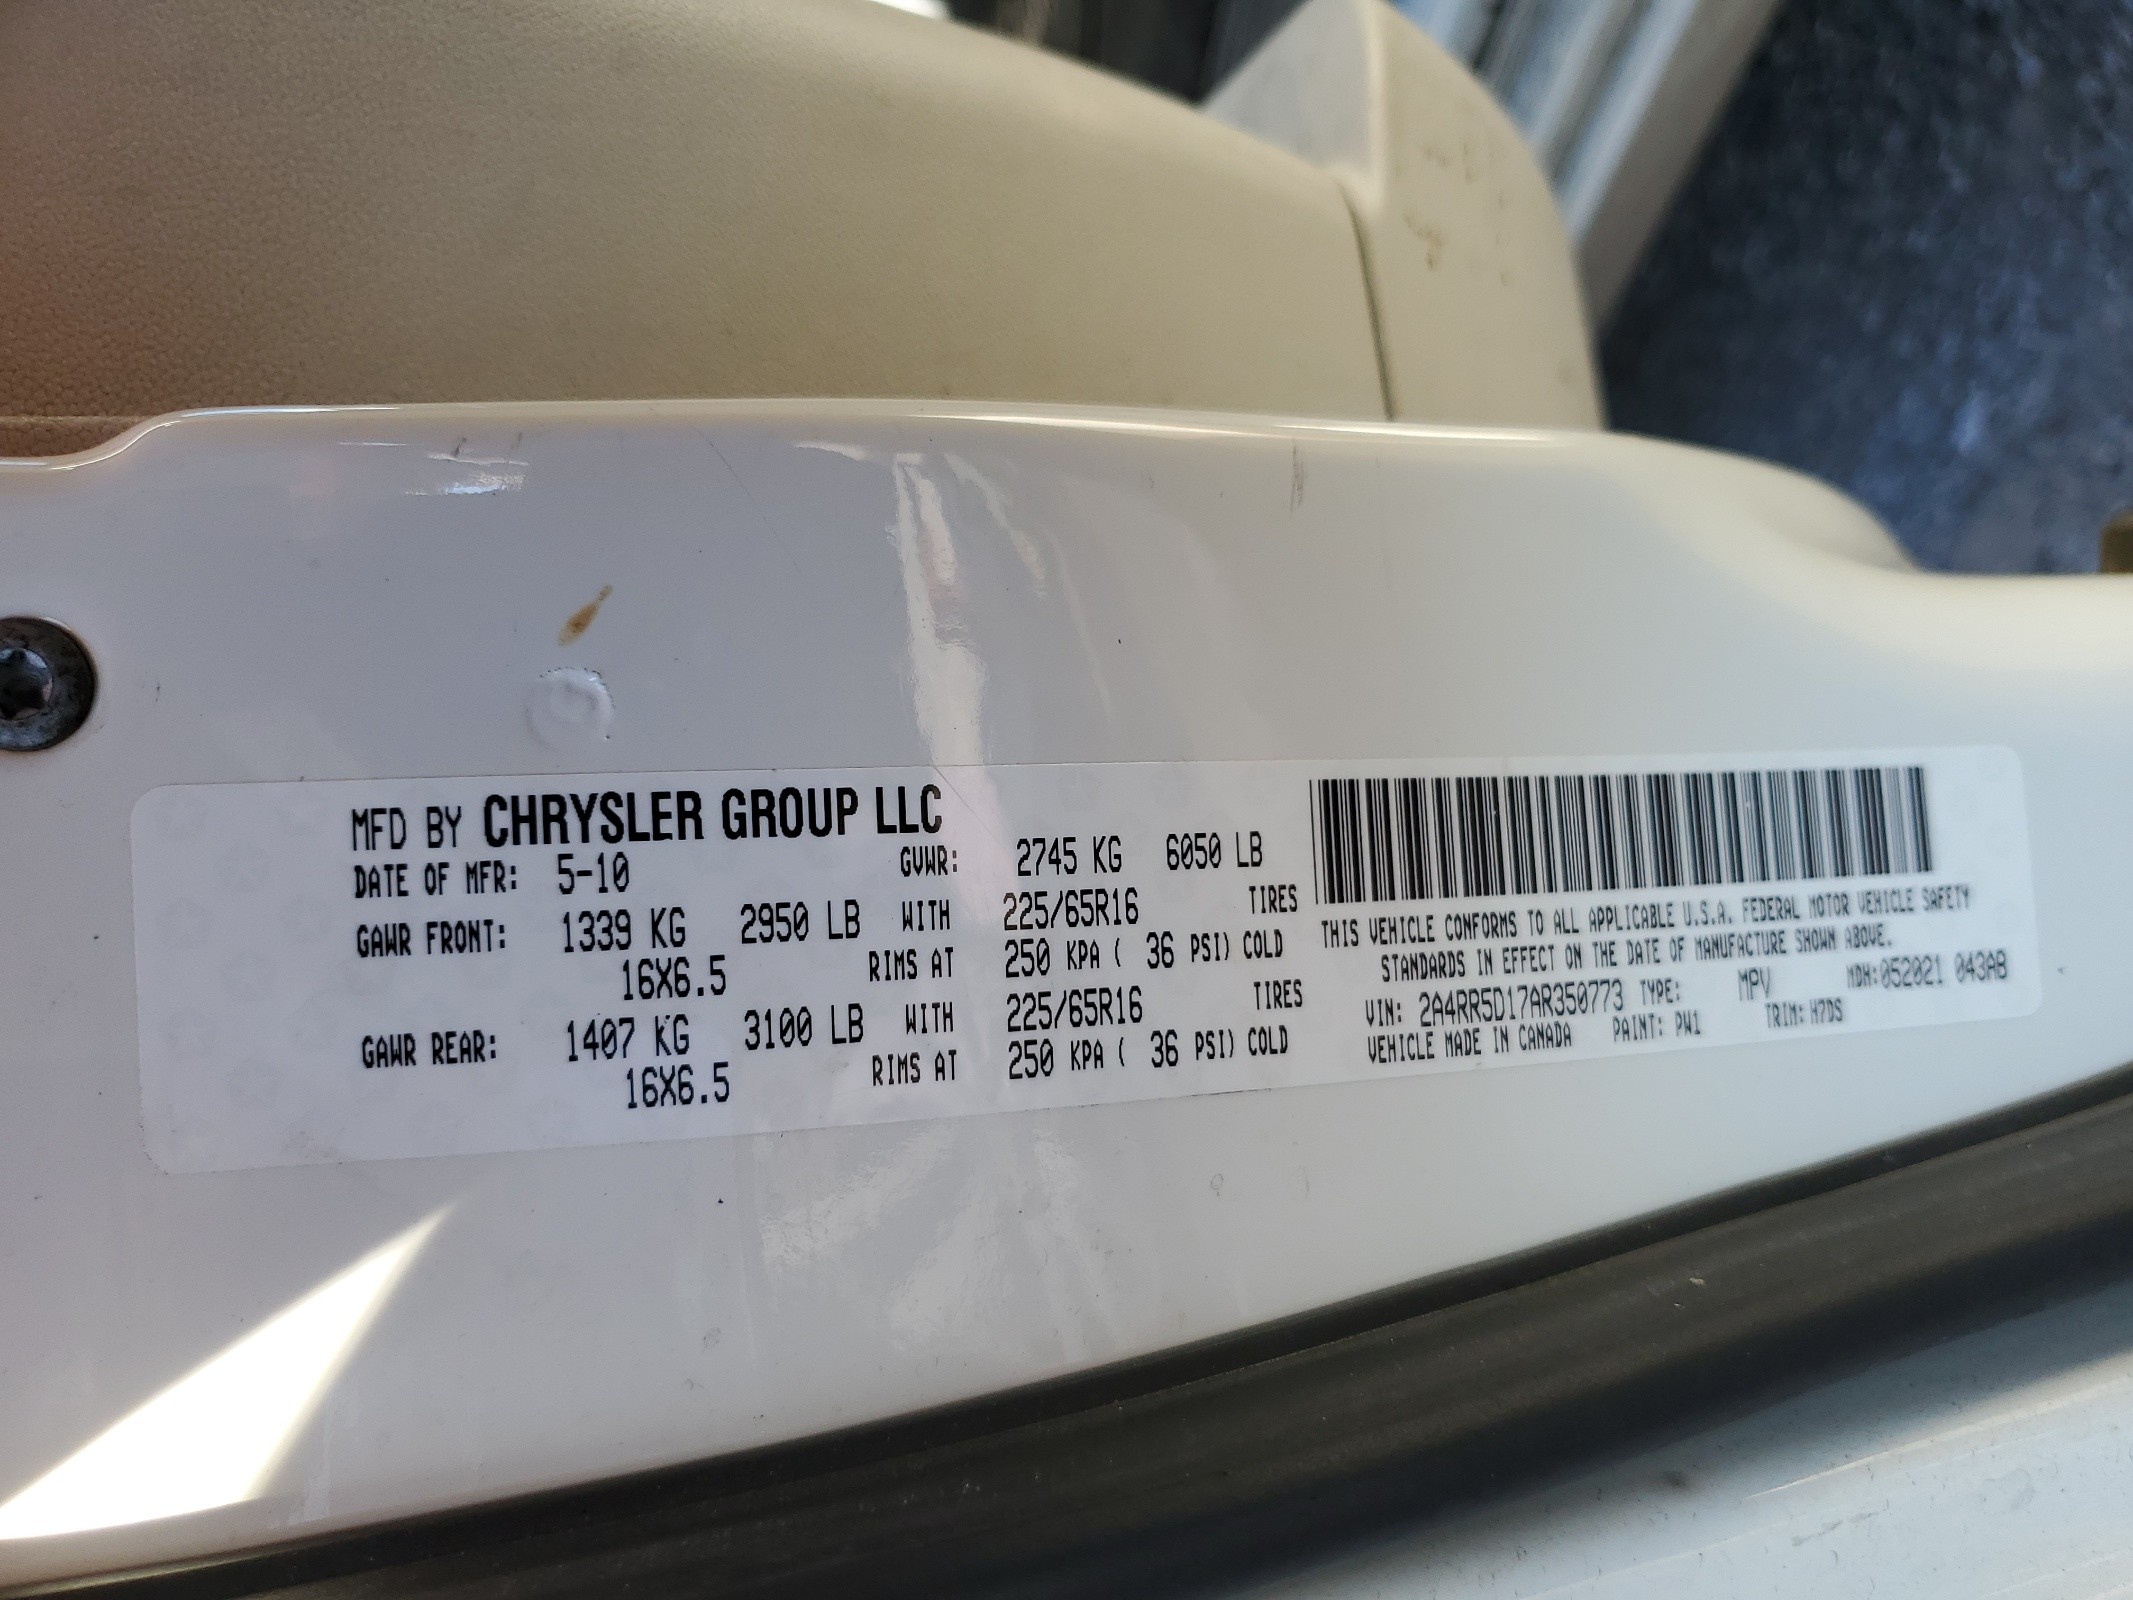 MFD BY CHRYSLER GROUP LLC
DATE OF MFR: 5-10 GVWR: 2745 KG 6050 LB
GAWR FRONT: 1339 KG 2950 LB WITH 225/65R16 TIRES
16X6.5 RIMS AT 250 KPA ( 36 PSI) COLD
GAWR REAR: 1407 KG 3100 LB WITH 225/65R16 TIRES
16X6.5 RIMS AT 250 KPA ( 36 PSI) COLD
THIS VEHICLE CONFORMS TO ALL APPLICABLE U.S.A. FEDERAL MOTOR VEHICLE SAFETY
STANDARDS IN EFFECT ON THE DATE OF MANUFACTURE SHOWN ABOVE.
VIN: 2A4RR5D17AR350773 TYPE: MPV MDH:052021 043AB
VEHICLE MADE IN CANADA PAINT: PW1 TRIM: H7DS